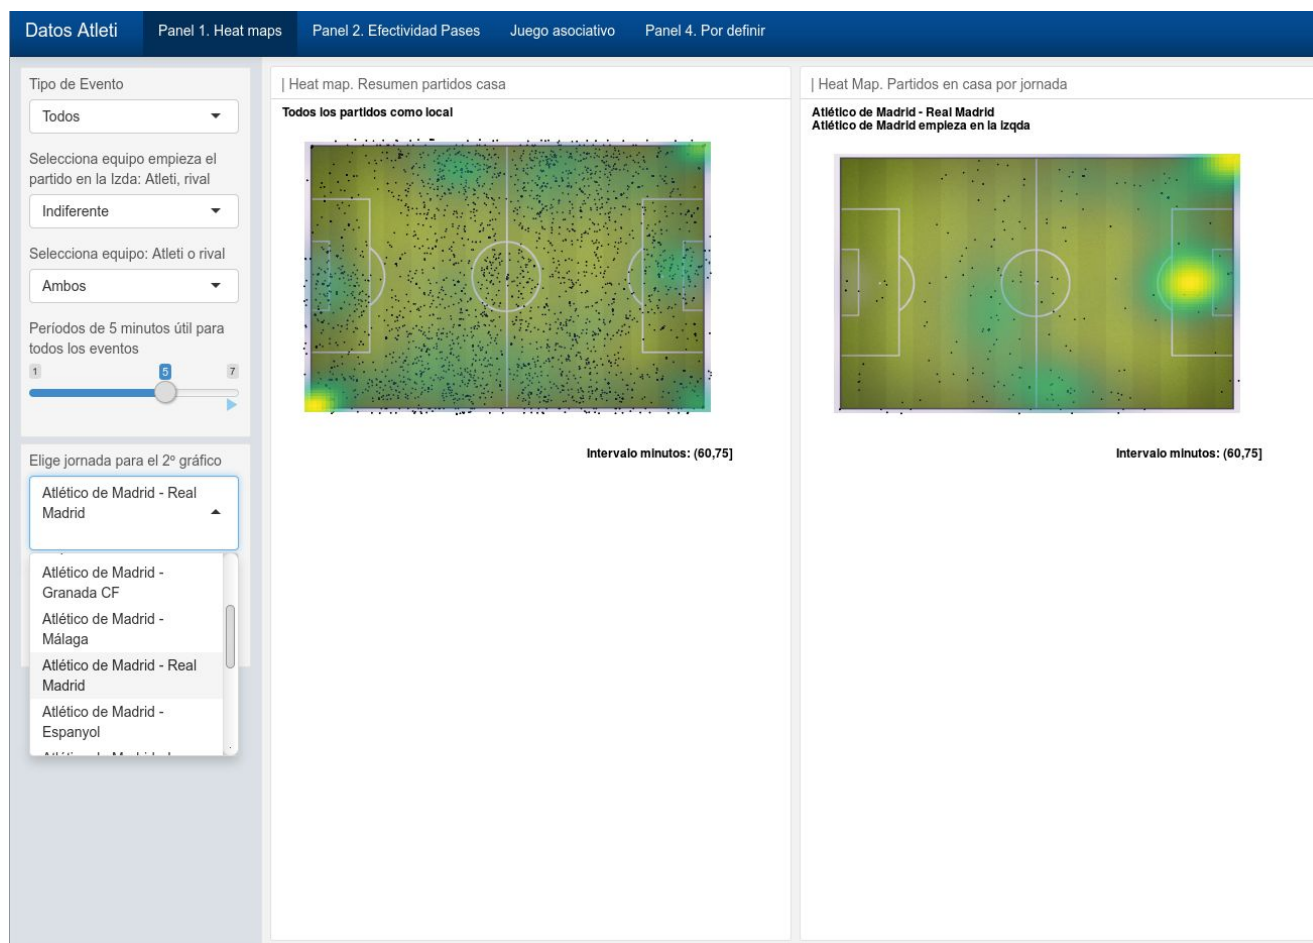 Datos Atleti
Panel 1. Heat maps
Panel 2. Efectividad Pases
Juego asociativo
Panel 4. Por definir
Tipo de Evento
Todos
Selecciona equipo empieza el
partido en la Izda: Atleti, rival
Indiferente
Selecciona equipo: Atleti o rival
Ambos
Períodos de 5 minutos útil para
todos los eventos
1
5
7
Elige jornada para el 2º gráfico
Atlético de Madrid - Real
Madrid
Atlético de Madrid -
Granada CF
Atlético de Madrid -
Málaga
Atlético de Madrid - Real
Madrid
Atlético de Madrid -
Espanyol
| Heat map. Resumen partidos casa
Todos los partidos como local
Intervalo minutos: (60,75]
| Heat Map. Partidos en casa por jornada
Atlético de Madrid - Real Madrid
Atlético de Madrid empieza en la izqda
Intervalo minutos: (60,75]